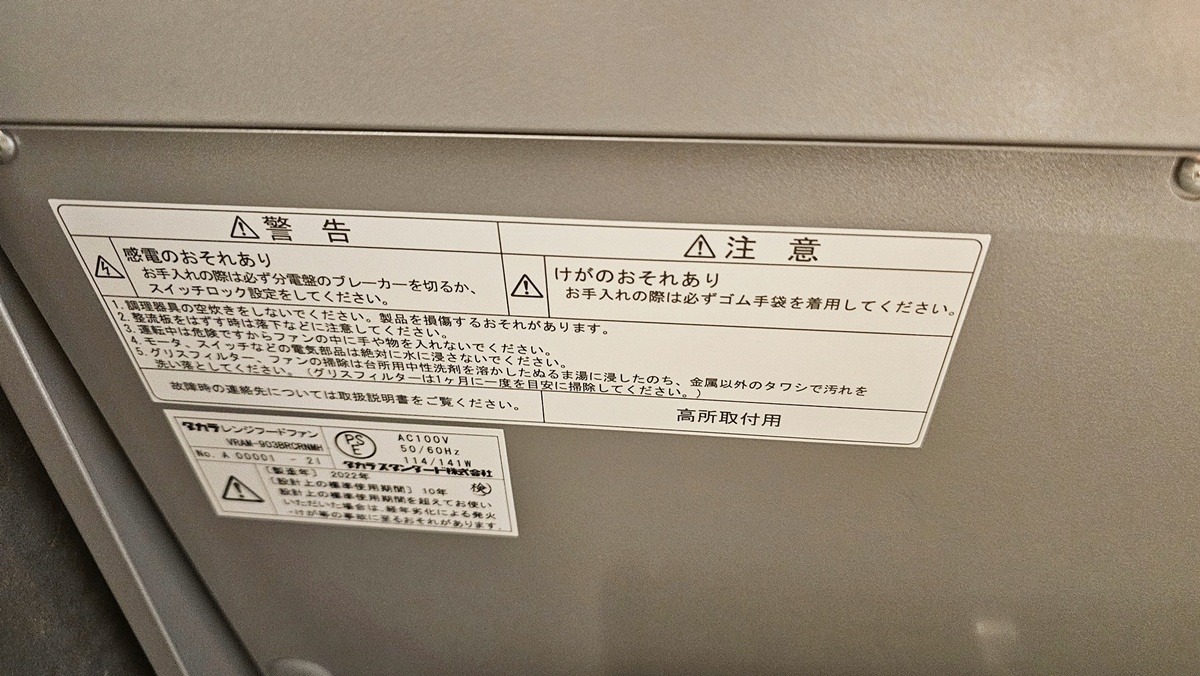 警 告
感電のおそれあり
お手入れの際は必ず分電盤のブレーカーを切るか、
スイッチロック設定をしてください。
注 意
けがのおそれあり
お手入れの際は必ずゴム手袋を着用してください。
1. 調理器具の空炊きをしないでください。製品を損傷するおそれがあります。
2. 整流板をはずす時は落下などに注意してください。
3. 運転中は危険ですからファンの中に手や物を入れないでください。
4. モータ、スイッチなどの電気部品は絶対に水に浸さないでください。
5. グリスフィルター、ファンの掃除は台所用中性洗剤を溶かしたぬるま湯に浸したのち、金属以外のタワシで汚れを
洗い落としてください。(グリスフィルターは1ヶ月に一度を目安に掃除してください。)
故障時の連絡先については取扱説明書をご覧ください。
高所取付用
タカラレンジフードファン
VRAM-903BRCRNMH
No. A 00001 - 21
PS
E
AC100V
50/60Hz
114/141W
タカラスタンダード株式会社
〔製造年〕 2022年
〔設計上の標準使用期間〕 10年
検
設計上の標準使用期間を超えてお使い
いただいた場合は、経年劣化による発火
・けが等の事故に至るおそれがあります。